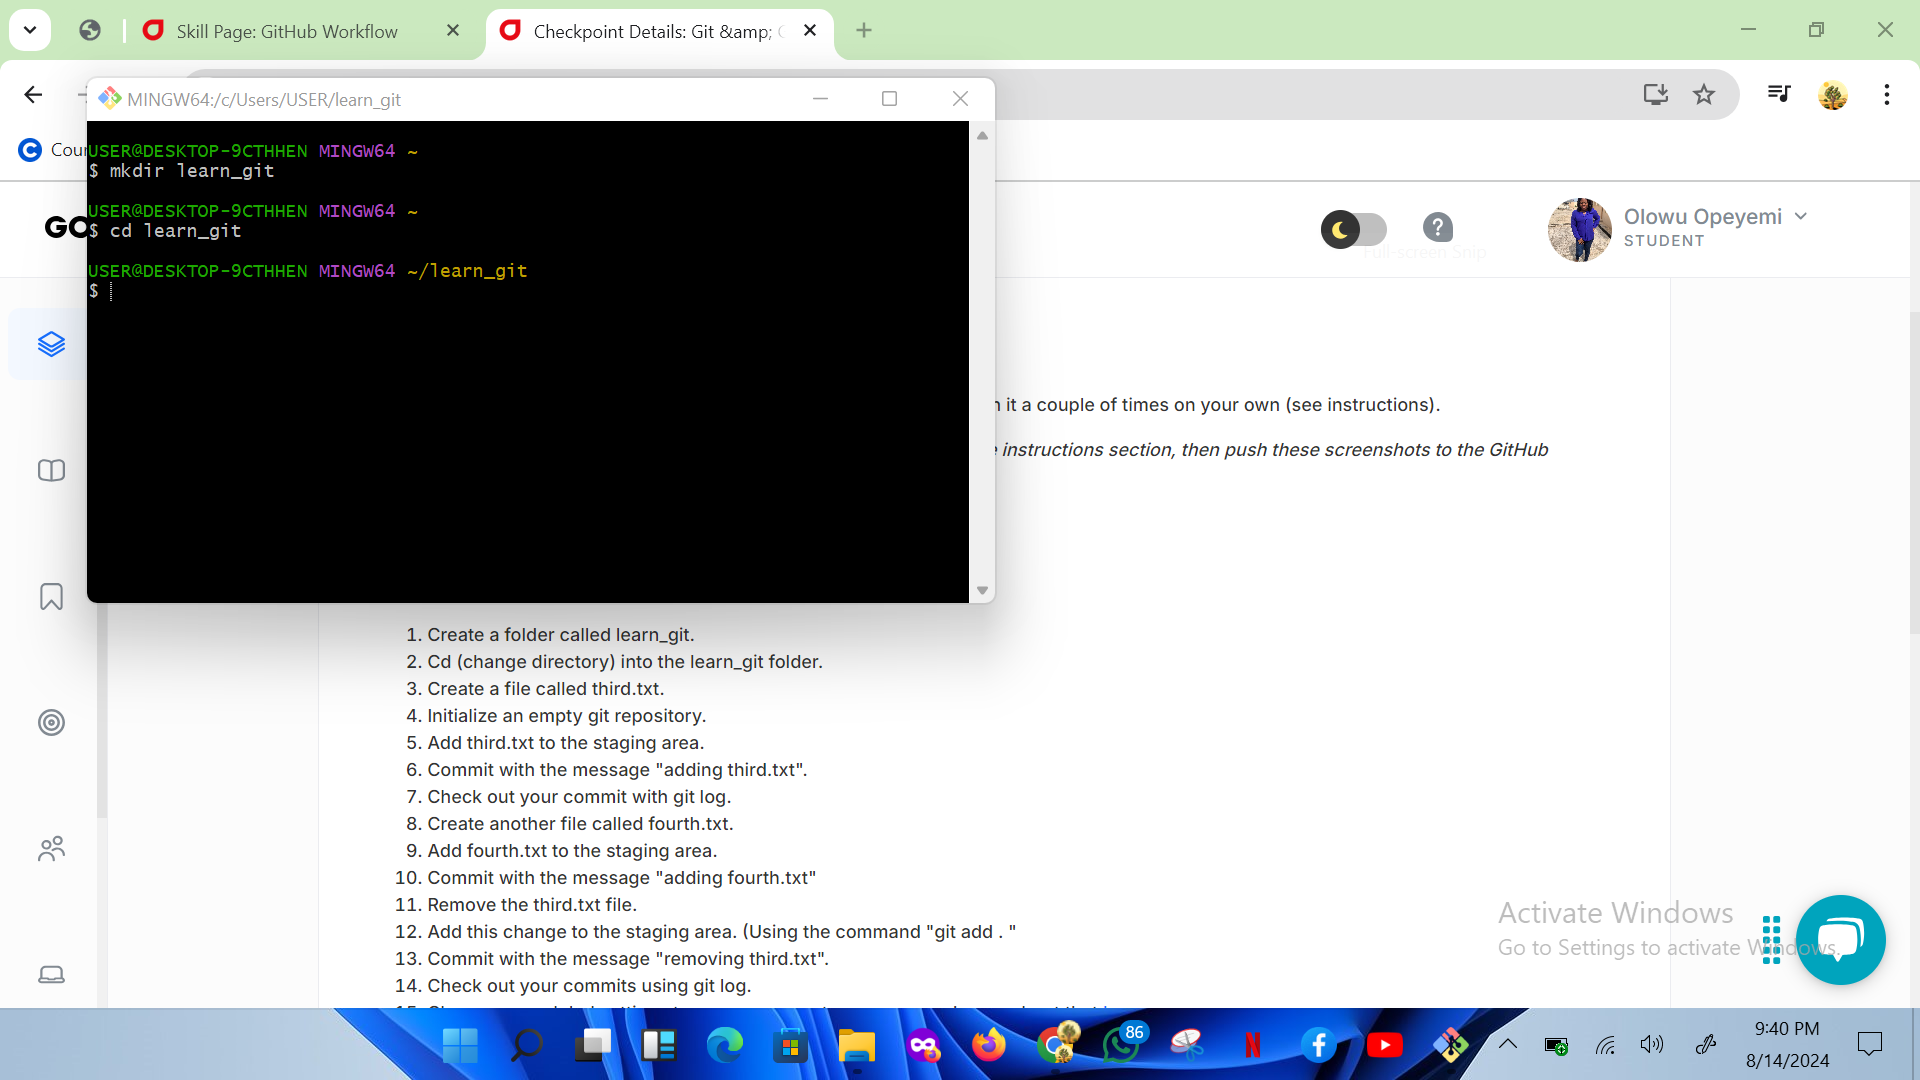 Skill Page: GitHub Workflow
Checkpoint Details: Git &amp;
MINGW64:/c/Users/USER/learn_git
Cou
USER@DESKTOP-9CTHHEN MINGW64 ~
$ mkdir learn_git
USER@DESKTOP-9CTHHEN MINGW64 ~
$ cd learn_git
USER@DESKTOP-9CTHHEN MINGW64 ~/learn_git
$
GO
Full-screen Snip
Olowu Opeyemi
STUDENT
it a couple of times on your own (see instructions).
instructions section, then push these screenshots to the GitHub
1. Create a folder called learn_git.
2. Cd (change directory) into the learn_git folder.
3. Create a file called third.txt.
4. Initialize an empty git repository.
5. Add third.txt to the staging area.
6. Commit with the message "adding third.txt".
7. Check out your commit with git log.
8. Create another file called fourth.txt.
9. Add fourth.txt to the staging area.
10. Commit with the message "adding fourth.txt"
11. Remove the third.txt file.
12. Add this change to the staging area. (Using the command "git add . "
13. Commit with the message "removing third.txt".
14. Check out your commits using git log.
Activate Windows
Go to Settings to activate Windows.
86
9:40 PM
8/14/2024